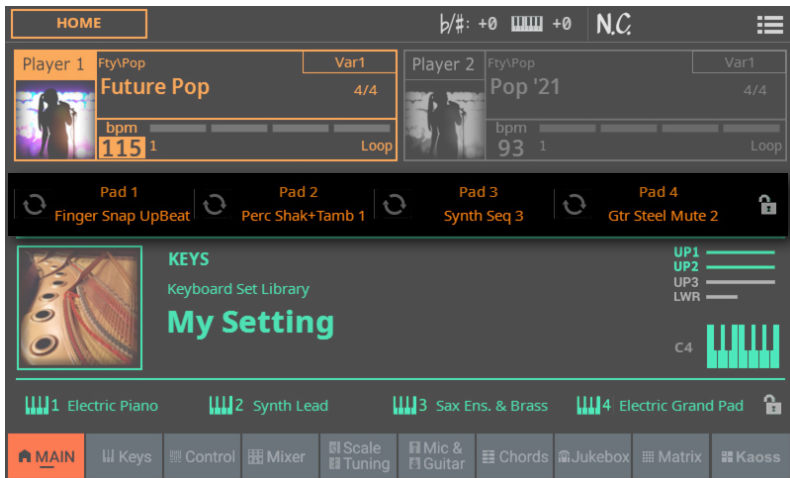 HOME
♭/♯: +0 +0 N.C.
Player 1 Fty\Pop Var1
Future Pop 4/4
bpm
115 1 Loop
Player 2 Fty\Pop Var1
Pop '21 4/4
bpm
93 1 Loop
Pad 1 Pad 2 Pad 3 Pad 4
Finger Snap UpBeat Perc Shak+Tamb 1 Synth Seq 3 Gtr Steel Mute 2
KEYS
Keyboard Set Library
My Setting
UP1
UP2
UP3
LWR
C4
1 Electric Piano 2 Synth Lead 3 Sax Ens. & Brass 4 Electric Grand Pad
MAIN Keys Control Mixer Scale Tuning Mic & Guitar Chords Jukebox Matrix Kaoss